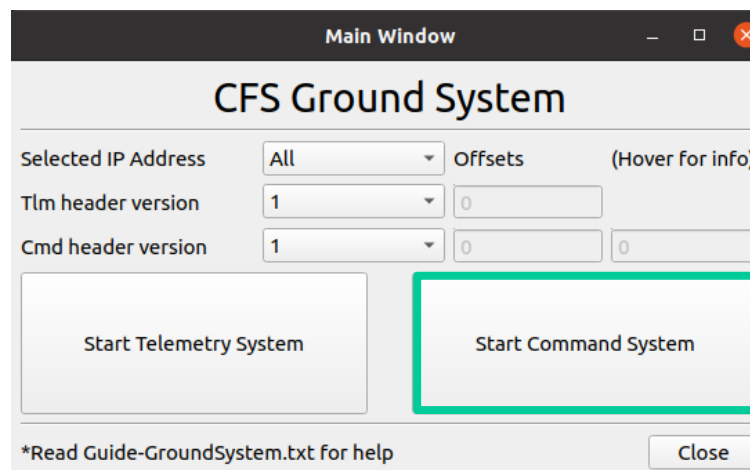 Main Window
CFS Ground System
Selected IP Address All Offsets (Hover for info)
Tlm header version 1 0
Cmd header version 1 0 0
Start Telemetry System Start Command System
*Read Guide-GroundSystem.txt for help Close